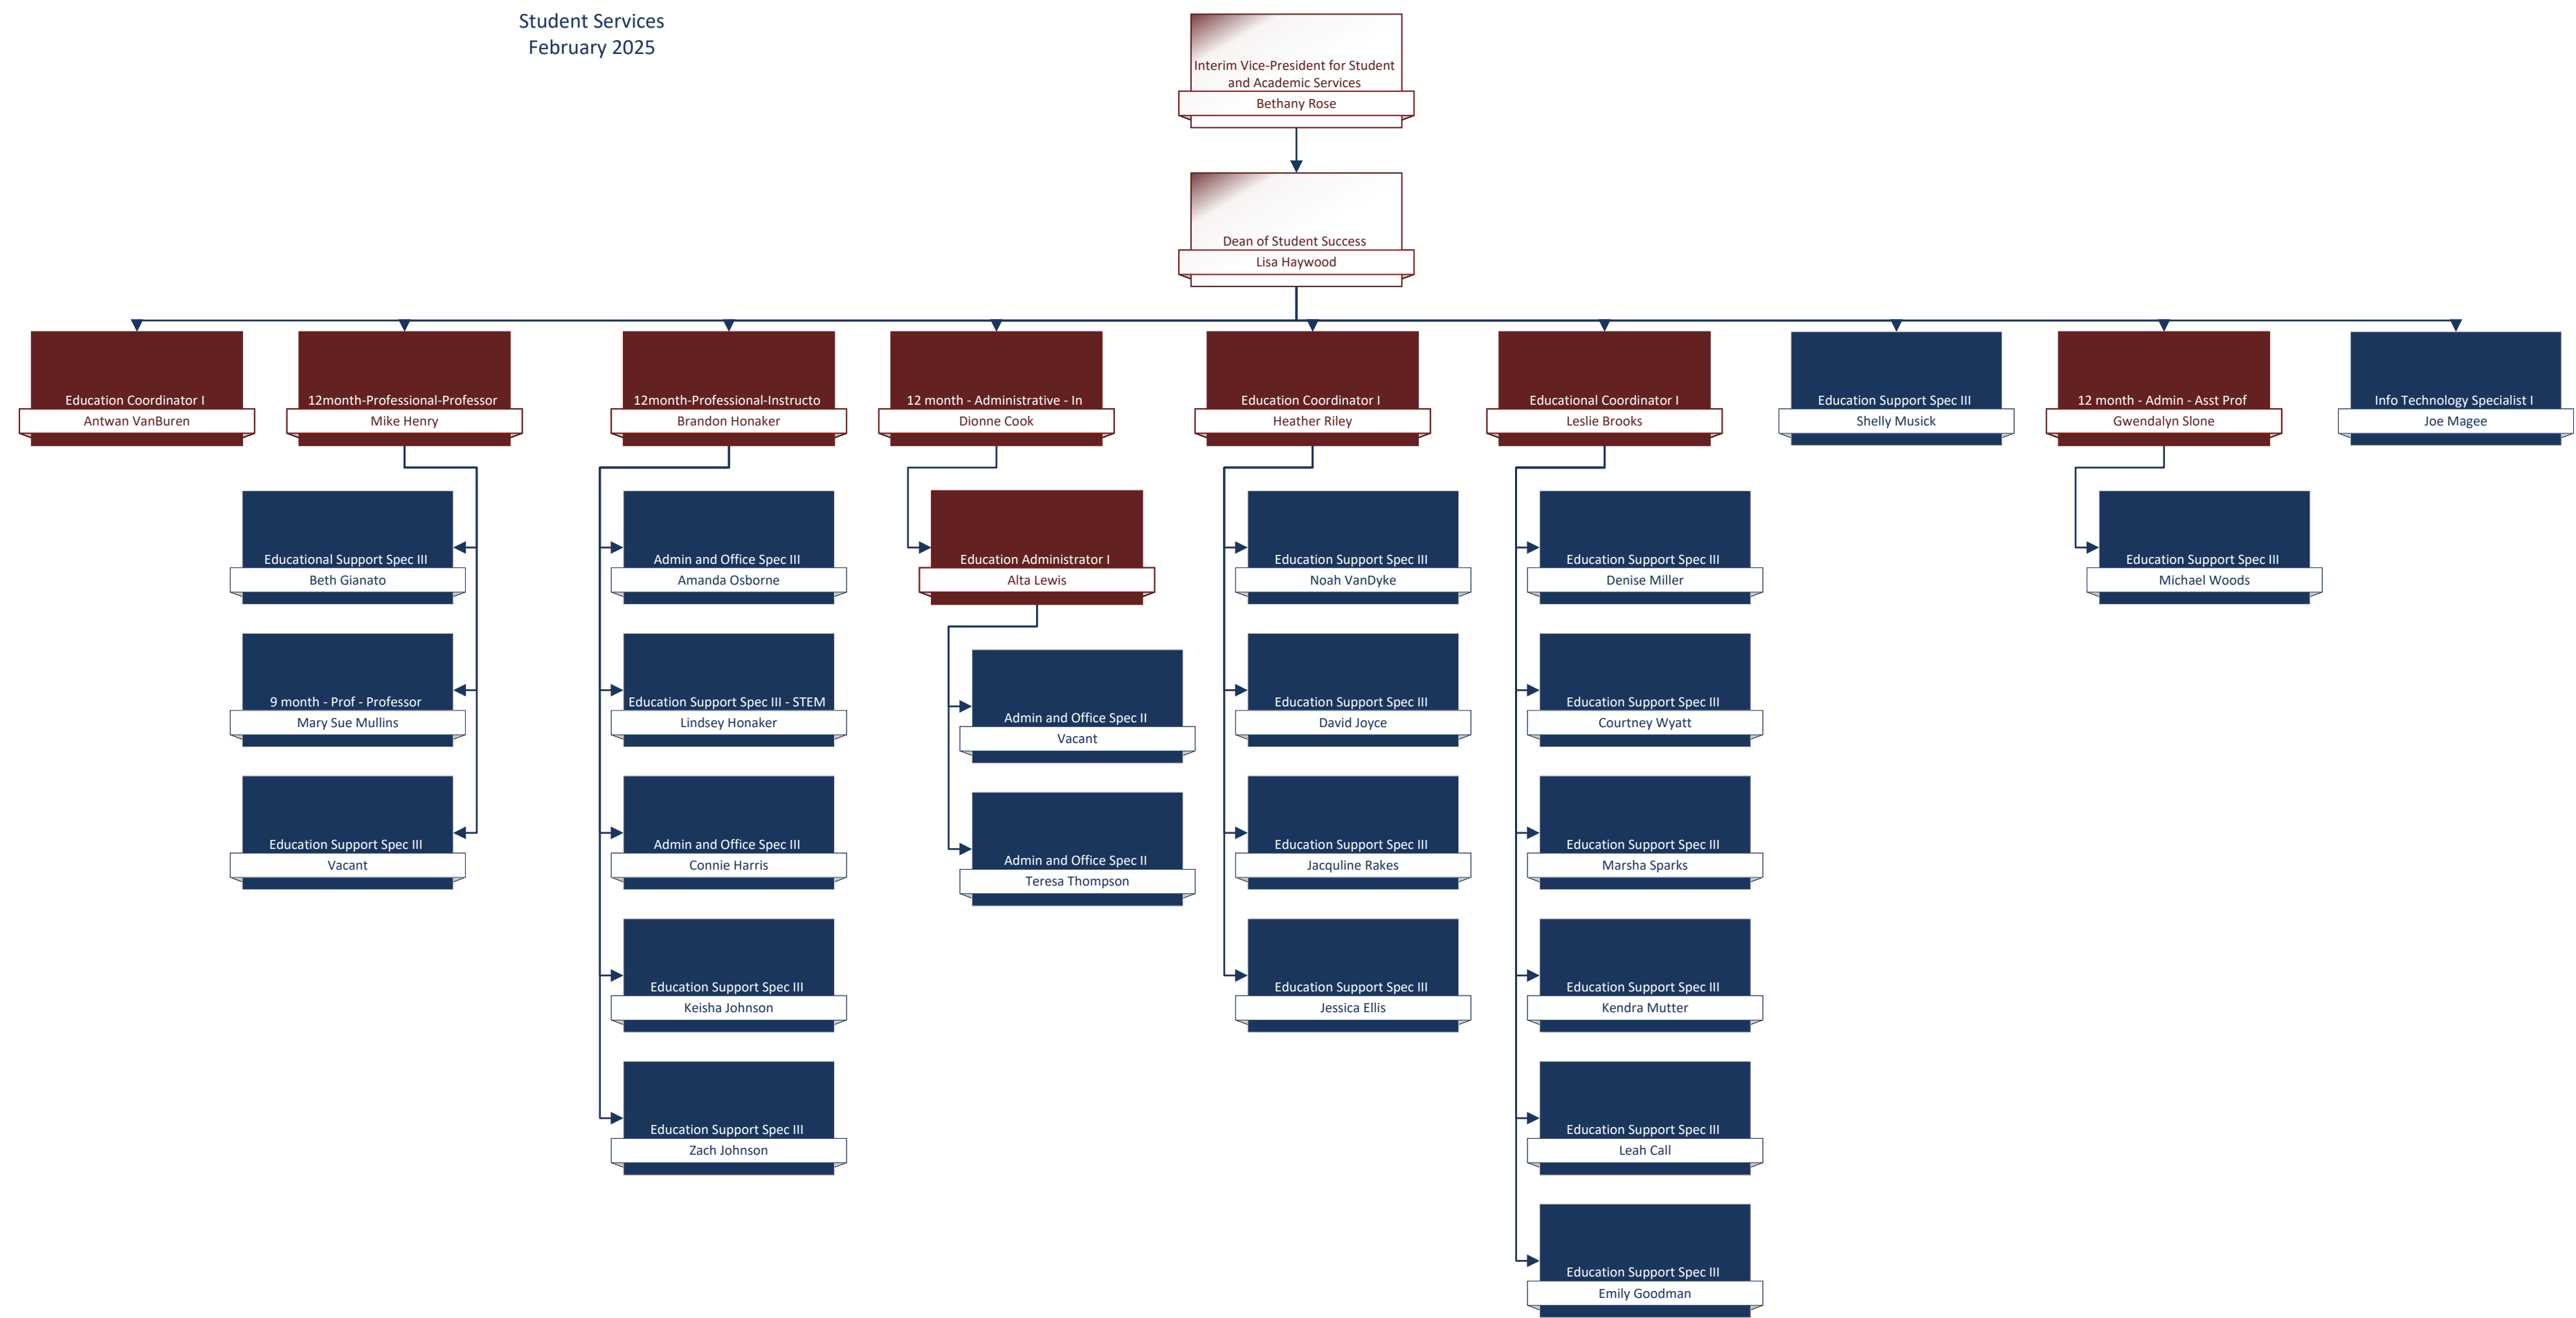 Student Services
February 2025
Interim Vice-President for Student
and Academic Services
Bethany Rose
Dean of Student Success
Lisa Haywood
Education Coordinator I
Antwan VanBuren
12month-Professional-Professor
Mike Henry
12month-Professional-Instructo
Brandon Honaker
12 month - Administrative - In
Dionne Cook
Education Coordinator I
Heather Riley
Educational Coordinator I
Leslie Brooks
Education Support Spec III
Shelly Musick
12 month - Admin - Asst Prof
Gwendalyn Slone
Info Technology Specialist I
Joe Magee
Educational Support Spec III
Beth Gianato
9 month - Prof - Professor
Mary Sue Mullins
Education Support Spec III
Vacant
Admin and Office Spec III
Amanda Osborne
Education Support Spec III - STEM
Lindsey Honaker
Admin and Office Spec III
Connie Harris
Education Support Spec III
Keisha Johnson
Education Support Spec III
Zach Johnson
Education Administrator I
Alta Lewis
Admin and Office Spec II
Vacant
Admin and Office Spec II
Teresa Thompson
Education Support Spec III
Noah VanDyke
Education Support Spec III
David Joyce
Education Support Spec III
Jacquline Rakes
Education Support Spec III
Jessica Ellis
Education Support Spec III
Denise Miller
Education Support Spec III
Courtney Wyatt
Education Support Spec III
Marsha Sparks
Education Support Spec III
Kendra Mutter
Education Support Spec III
Leah Call
Education Support Spec III
Emily Goodman
Education Support Spec III
Michael Woods